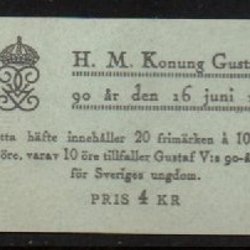 H. M. Konung Gust
90 år den 16 juni
tta häfte innehåller 20 frimärken à 10
öre, varav 10 öre tillfaller Gustaf V:s 90-å
för Sveriges ungdom.
PRIS 4 KR